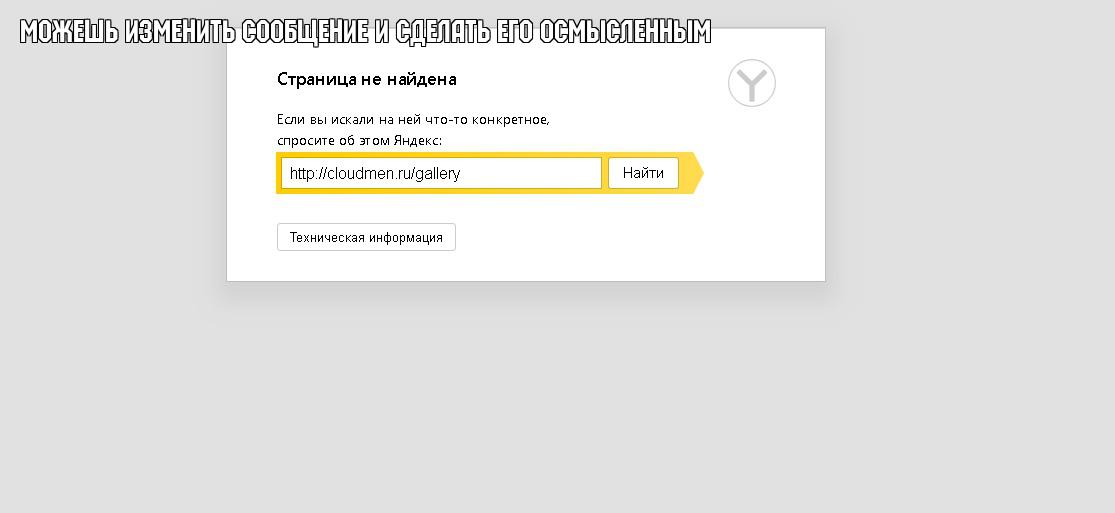 МОЖЕШЬ ИЗМЕНИТЬ СООБЩЕНИЕ И СДЕЛАТЬ ЕГО ОСМЫСЛЕННЫМ
Страница не найдена
Если вы искали на ней что-то конкретное,
спросите об этом Яндекс:
http://cloudmen.ru/gallery
Найти
Техническая информация